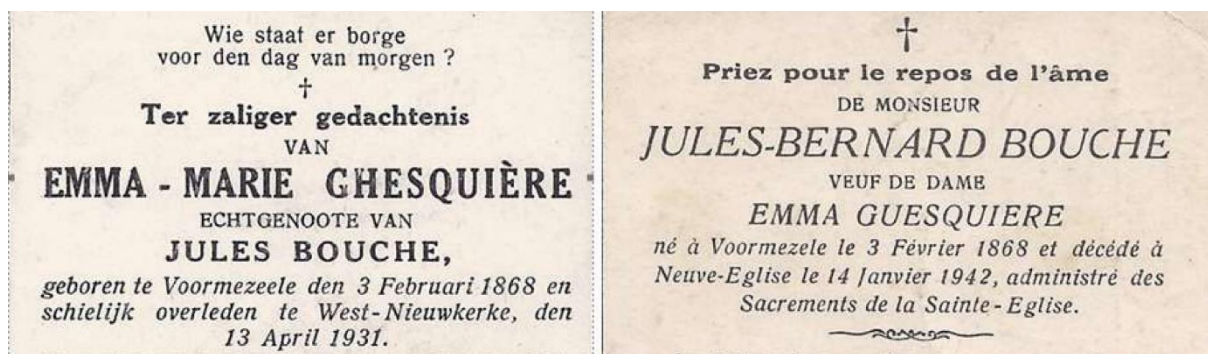 Wie staat er borge
voor den dag van morgen ?
†
Ter zaliger gedachtenis
VAN
EMMA - MARIE GHESQUIÈRE
ECHTGENOOTE VAN
JULES BOUCHE,
geboren te Voormezeele den 3 Februari 1868 en
schielijk overleden te West-Nieuwkerke, den
13 April 1931.
†
Priez pour le repos de l'âme
DE MONSIEUR
JULES-BERNARD BOUCHE
VEUF DE DAME
EMMA GUESQUIERE
né à Voormezele le 3 Février 1868 et décédé à
Neuve-Eglise le 14 Janvier 1942, administré des
Sacrements de la Sainte-Eglise.